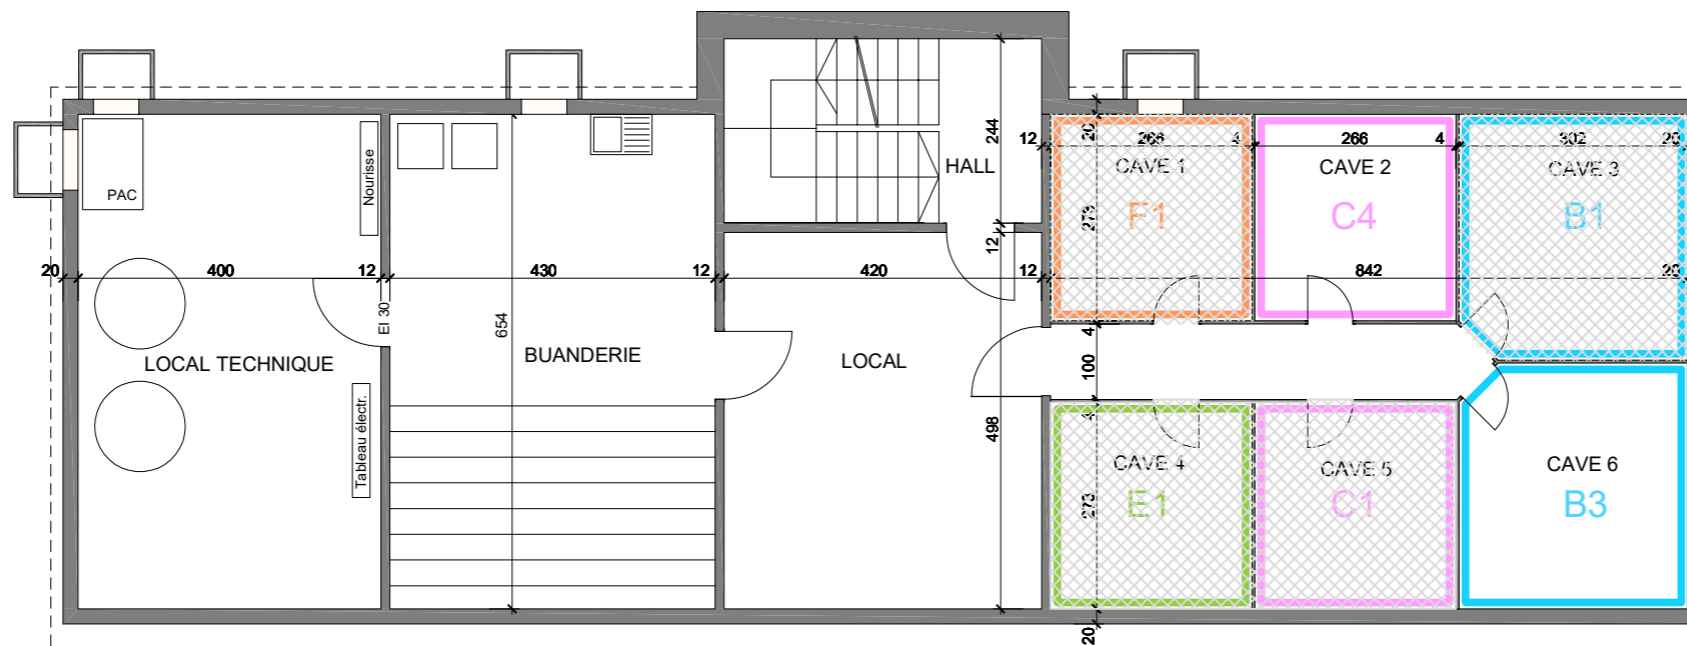 PAC
Nourisse
20
400
12
LOCAL TECHNIQUE
EI 30
Tableau électr.
430
12
654
BUANDERIE
HALL
244
12
420
12
LOCAL
498
12
20
266
4
CAVE 1
F1
273
266
4
CAVE 2
C4
302
20
CAVE 3
B1
842
20
4
100
4
CAVE 4
E1
273
CAVE 5
C1
CAVE 6
B3
20